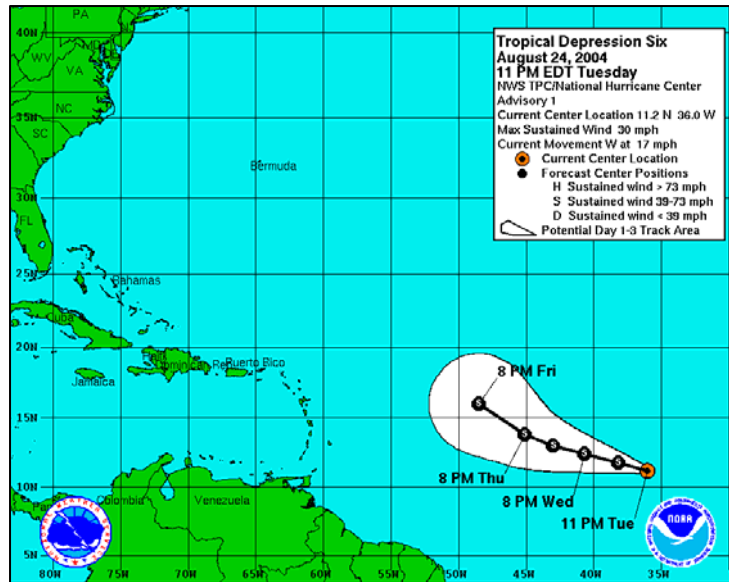 Tropical Depression Six
August 24, 2004
11 PM EDT Tuesday
NWS TPC/National Hurricane Center
Advisory 1
Current Center Location 11.2 N 36.0 W
Max Sustained Wind 30 mph
Current Movement W at 17 mph
Current Center Location
Forecast Center Positions
H Sustained wind > 73 mph
S Sustained wind 39-73 mph
D Sustained wind < 39 mph
Potential Day 1-3 Track Area
40N
35N
30N
25N
20N
15N
10N
5N
PA
WV
VA
NC
SC
FL
Bermuda
Bahamas
Cuba
Jamaica
Puerto Rico
Colombia
Venezuela
8 PM Fri
8 PM Thu
8 PM Wed
11 PM Tue
S
S
S
S
S
NOAA
80W
75W
70W
65W
60W
55W
50W
45W
40W
35W